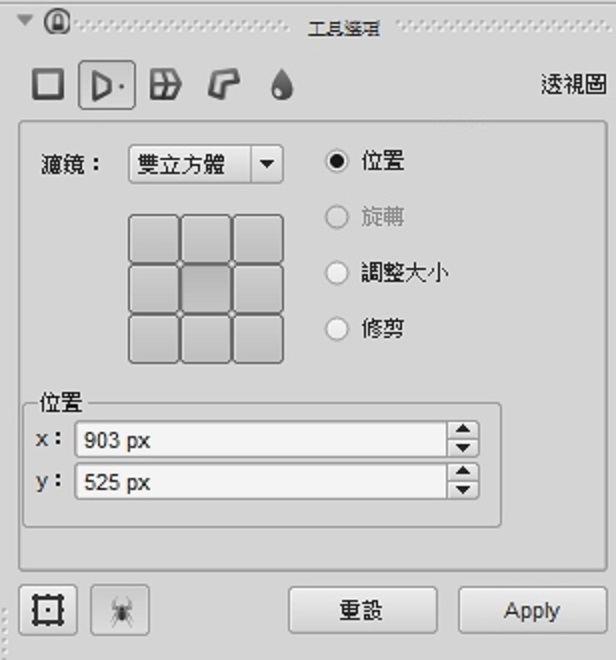 工具選項
透視圖
濾鏡： 雙立方體
位置
旋轉
調整大小
修剪
位置
x： 903 px
y： 525 px
重設 Apply